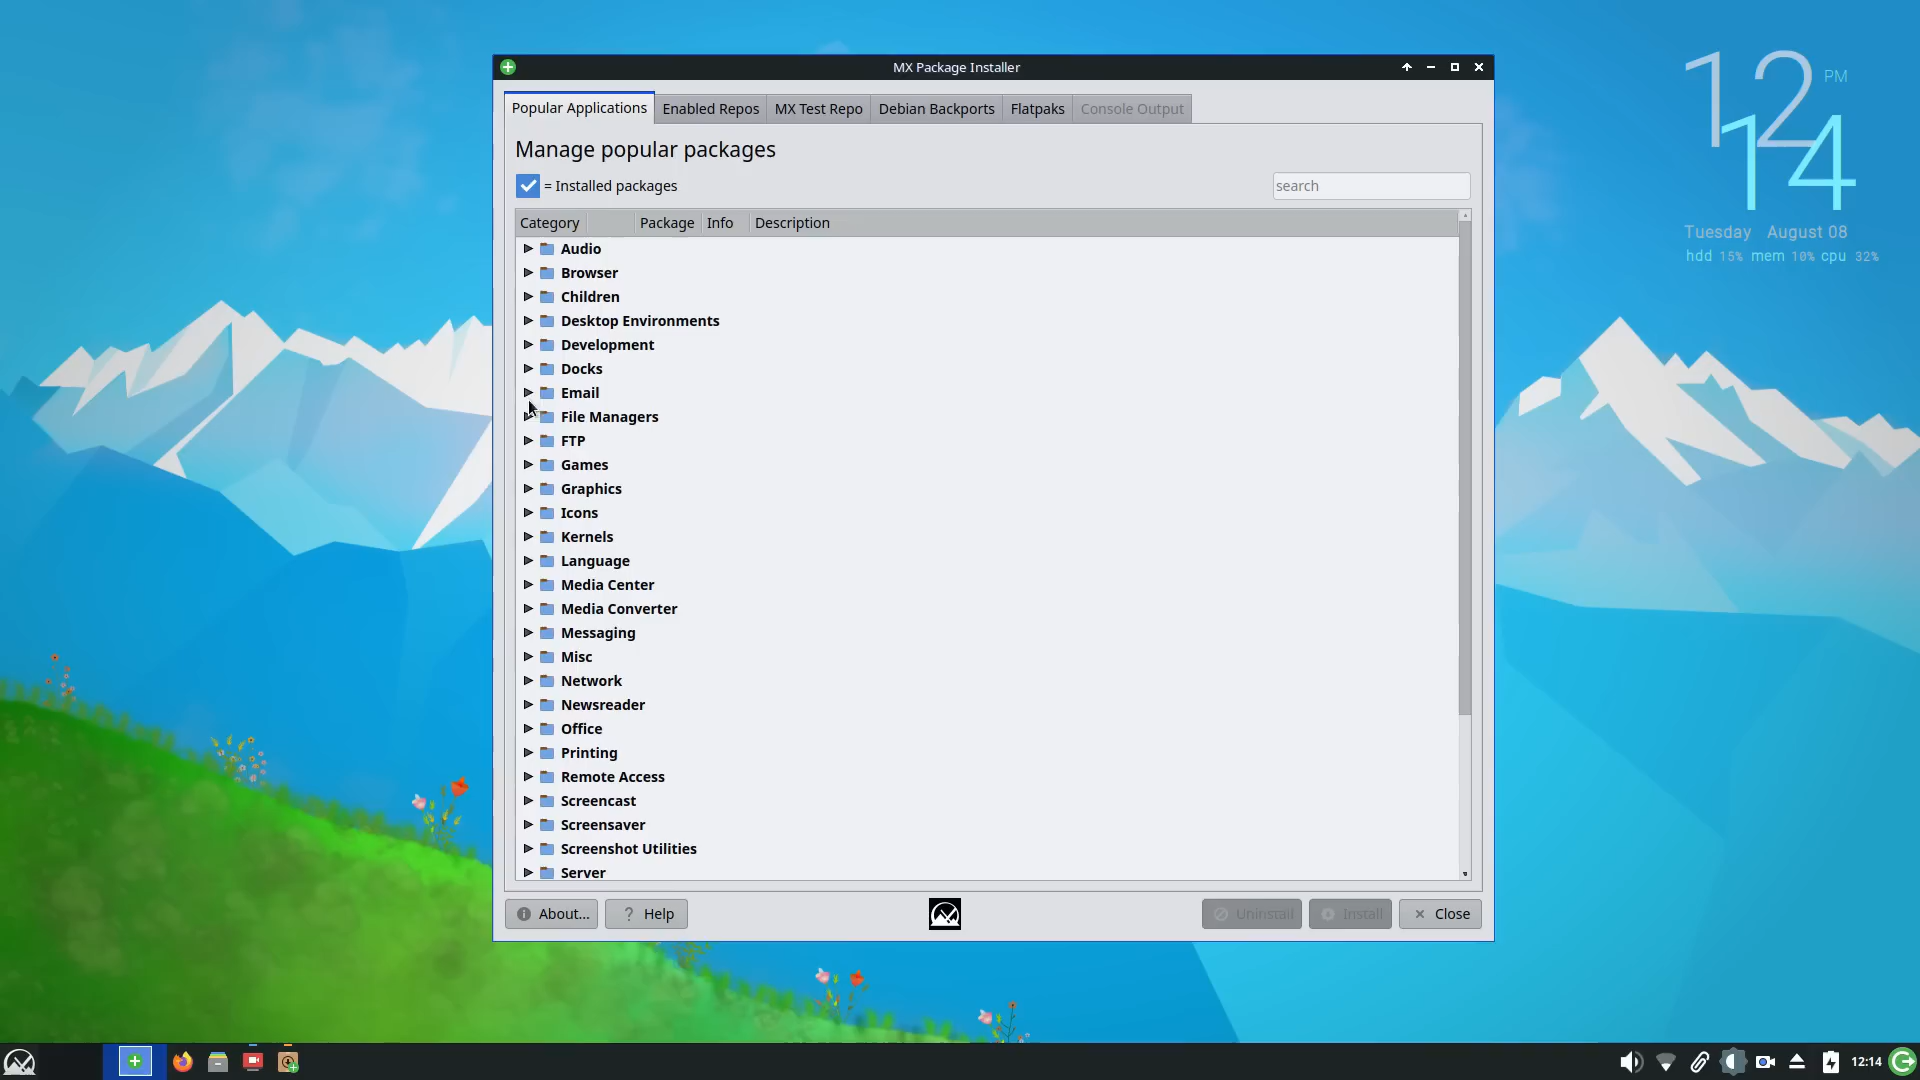 MX Package Installer
Popular Applications Enabled Repos MX Test Repo Debian Backports Flatpaks Console Output
Manage popular packages
= Installed packages search
Category Package Info Description
Audio
Browser
Children
Desktop Environments
Development
Docks
Email
File Managers
FTP
Games
Graphics
Icons
Kernels
Language
Media Center
Media Converter
Messaging
Misc
Network
Newsreader
Office
Printing
Remote Access
Screencast
Screensaver
Screenshot Utilities
Server
About... Help Uninstall Install Close
12 PM
14
Tuesday August 08
hdd 15% mem 10% cpu 32%
12:14